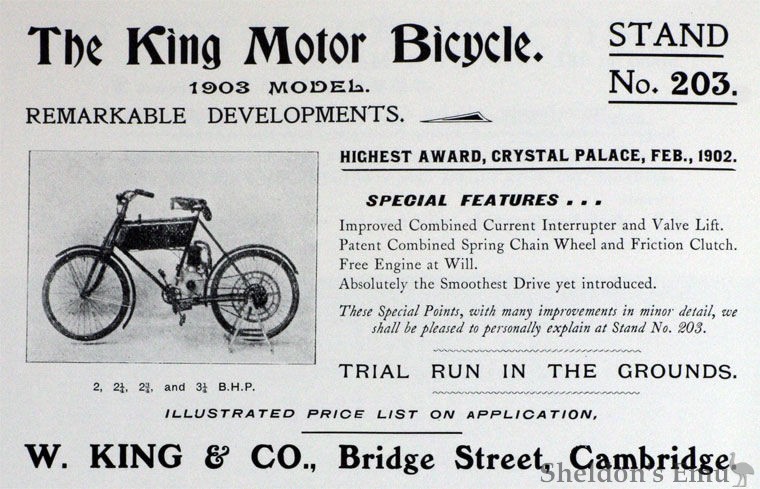 The King Motor Bicycle.
1903 MODEL.
REMARKABLE DEVELOPMENTS.
STAND
No. 203.
HIGHEST AWARD, CRYSTAL PALACE, FEB., 1902.
SPECIAL FEATURES . . .
Improved Combined Current Interrupter and Valve Lift.
Patent Combined Spring Chain Wheel and Friction Clutch.
Free Engine at Will.
Absolutely the Smoothest Drive yet introduced.
These Special Points, with many improvements in minor detail, we
shall be pleased to personally explain at Stand No. 203.
TRIAL RUN IN THE GROUNDS.
2, 2¼, 2¾, and 3¼ B.H.P.
ILLUSTRATED PRICE LIST ON APPLICATION,
W. KING & CO., Bridge Street, Cambridge.
Sheldon's Emu